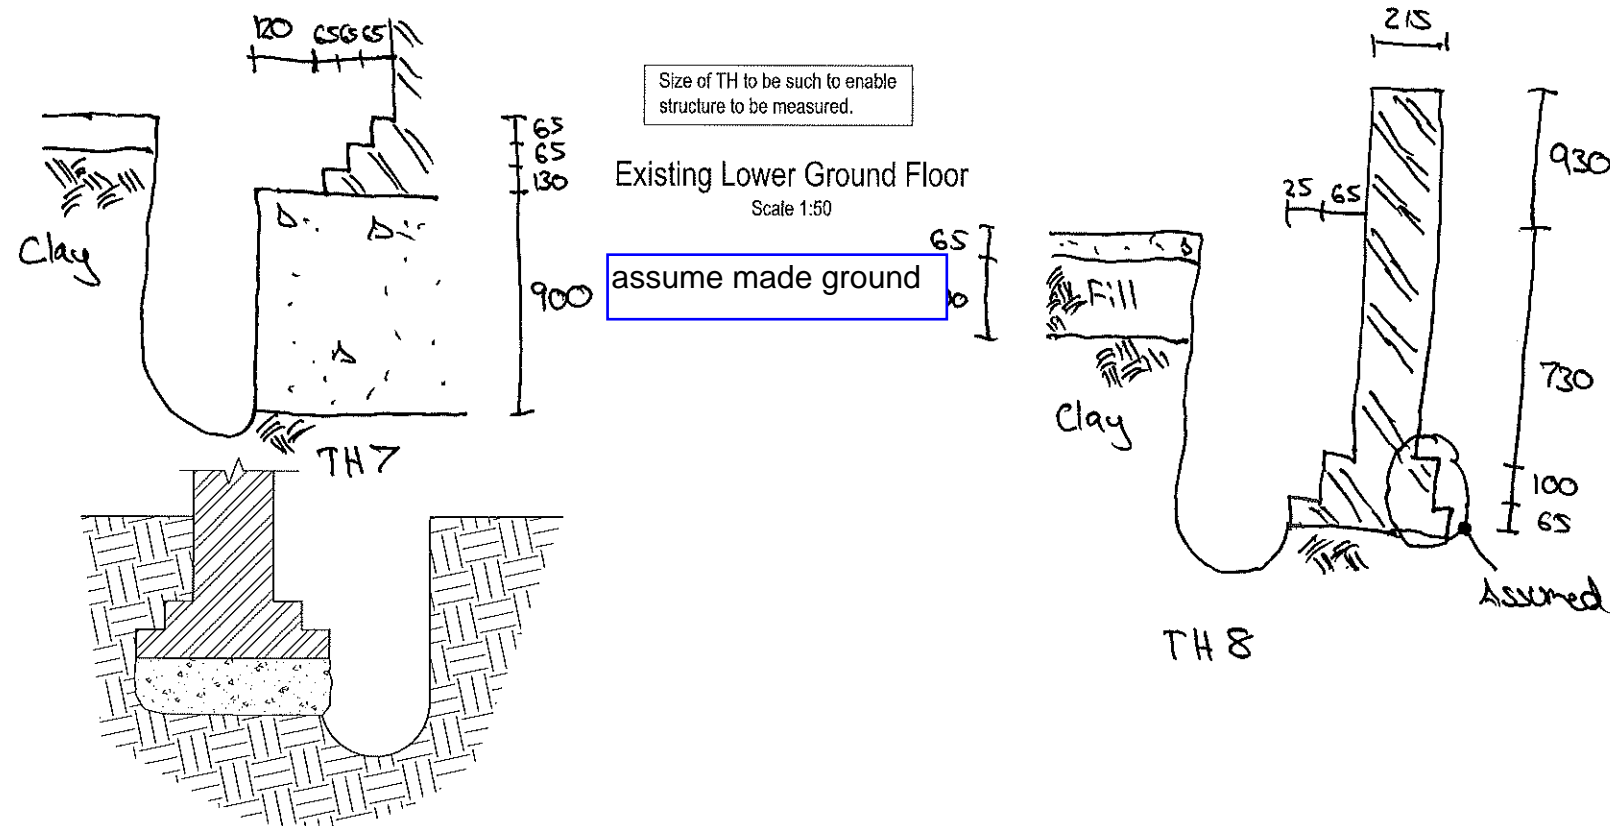 120 65 65 65
65
65
130
900
Clay
TH7
Size of TH to be such to enable
structure to be measured.
Existing Lower Ground Floor
Scale 1:50
assume made ground
65
Fill
Clay
215
25 65
930
730
100
65
Assumed
TH 8